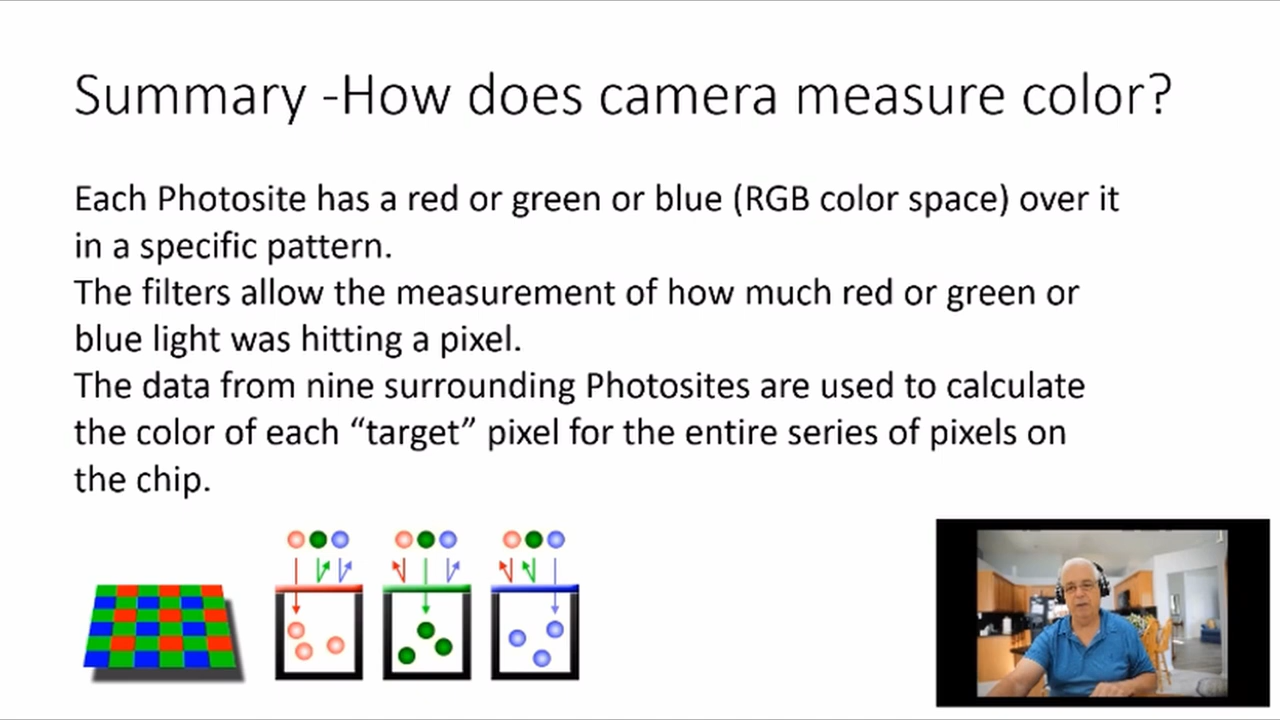 Summary -How does camera measure color?
Each Photosite has a red or green or blue (RGB color space) over it
in a specific pattern.
The filters allow the measurement of how much red or green or
blue light was hitting a pixel.
The data from nine surrounding Photosites are used to calculate
the color of each “target” pixel for the entire series of pixels on
the chip.